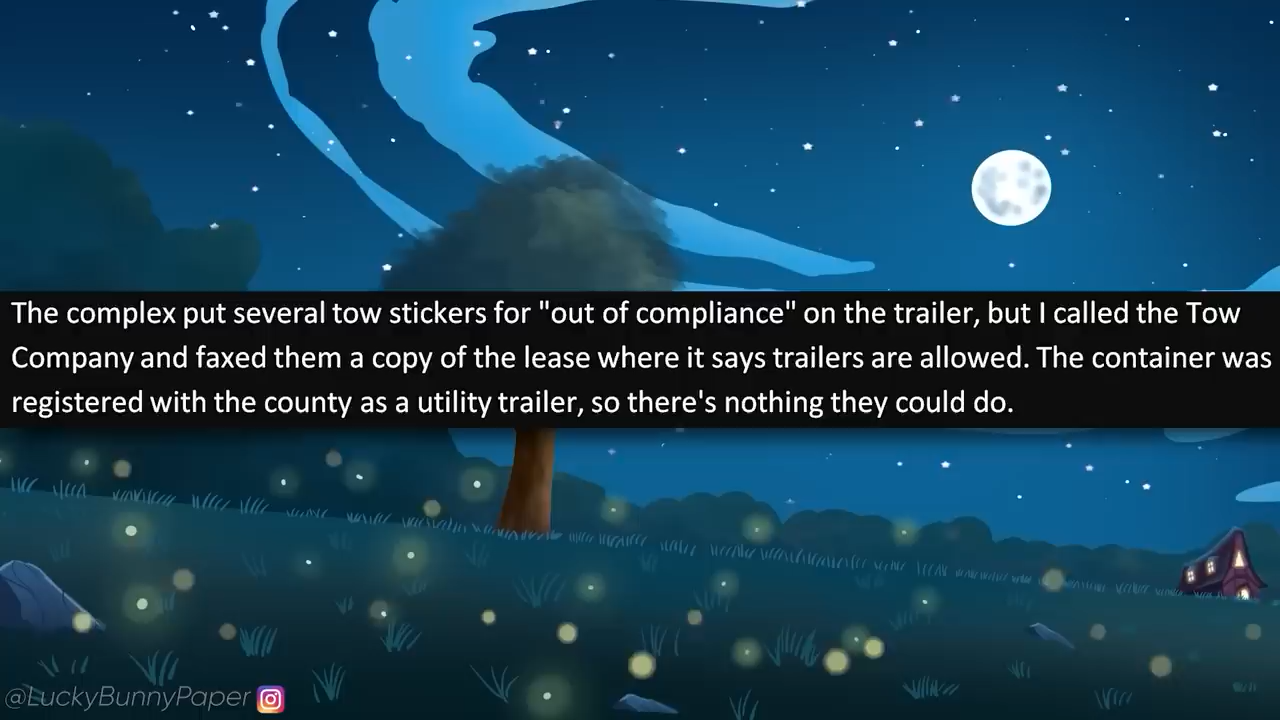 The complex put several tow stickers for "out of compliance" on the trailer, but I called the Tow
Company and faxed them a copy of the lease where it says trailers are allowed. The container was
registered with the county as a utility trailer, so there's nothing they could do.
@LuckyBunnyPaper